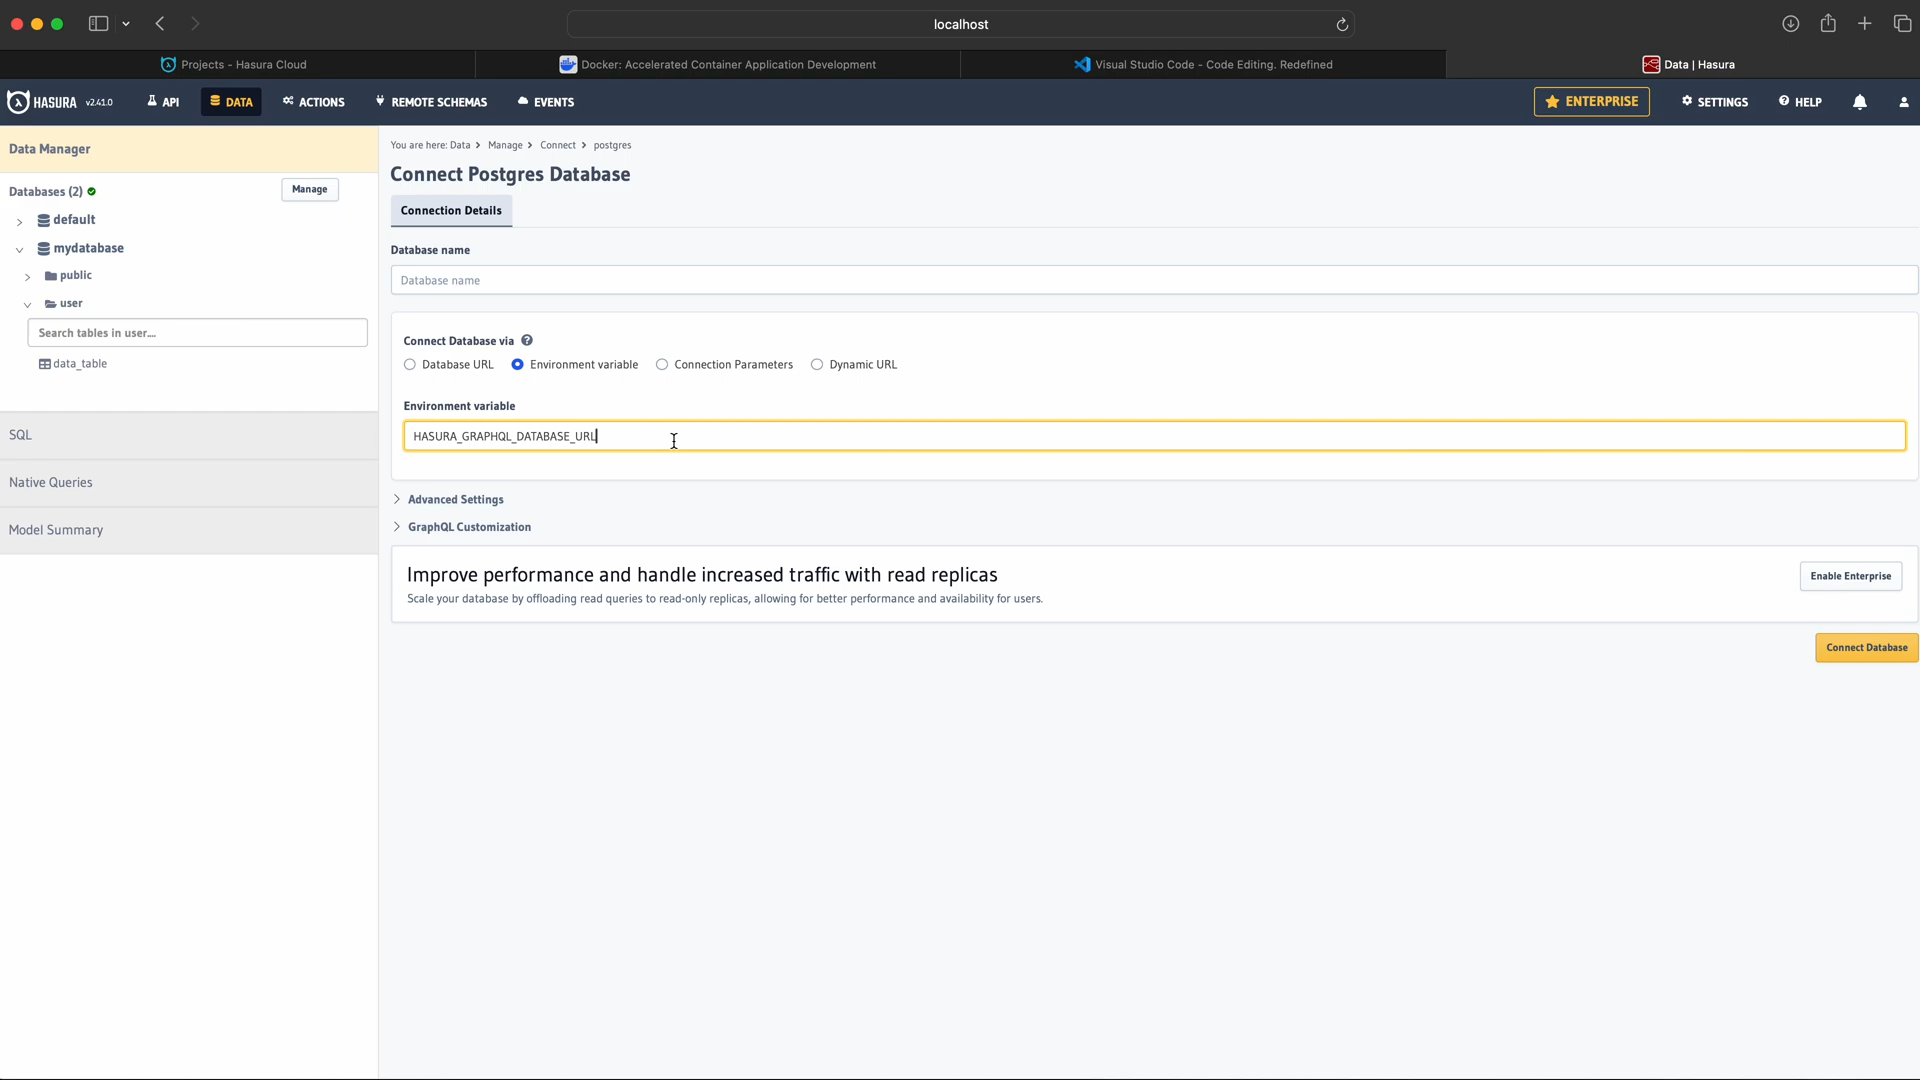 localhost
Projects - Hasura Cloud
Docker: Accelerated Container Application Development
Visual Studio Code - Code Editing. Redefined
Data | Hasura
HASURA v2.41.0
API
DATA
ACTIONS
REMOTE SCHEMAS
EVENTS
ENTERPRISE
SETTINGS
HELP
Data Manager
Databases (2)
Manage
default
mydatabase
public
user
Search tables in user....
data_table
SQL
Native Queries
Model Summary
You are here: Data > Manage > Connect > postgres
Connect Postgres Database
Connection Details
Database name
Database name
Connect Database via
Database URL
Environment variable
Connection Parameters
Dynamic URL
Environment variable
HASURA_GRAPHQL_DATABASE_URL
Advanced Settings
GraphQL Customization
Improve performance and handle increased traffic with read replicas
Scale your database by offloading read queries to read-only replicas, allowing for better performance and availability for users.
Enable Enterprise
Connect Database